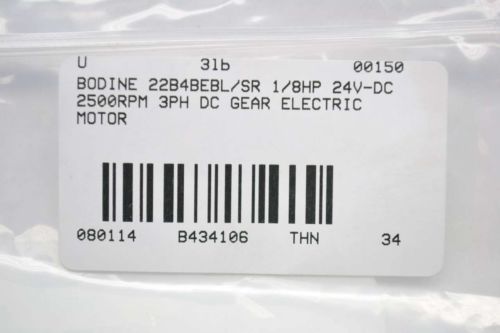 U 3lb 00150
BODINE 22B4BEBL/SR 1/8HP 24V-DC
2500RPM 3PH DC GEAR ELECTRIC
MOTOR
080114 B434106 THN 34